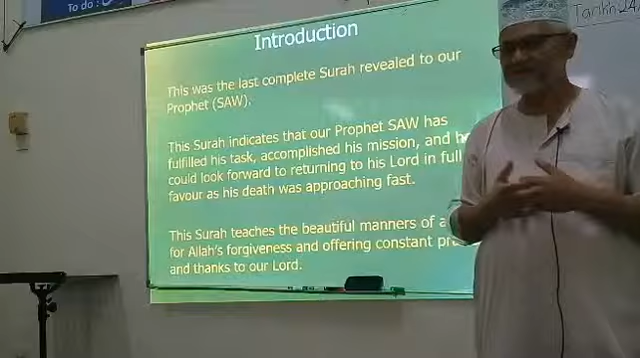 To do :
Tarikh
Introduction
This was the last complete Surah revealed to our
Prophet (SAW).
This Surah indicates that our Prophet SAW has
fulfilled his task, accomplished his mission, and he
could look forward to returning to his Lord in full
favour as his death was approaching fast.
This Surah teaches the beautiful manners of a
for Allah's forgiveness and offering constant
and thanks to our Lord.